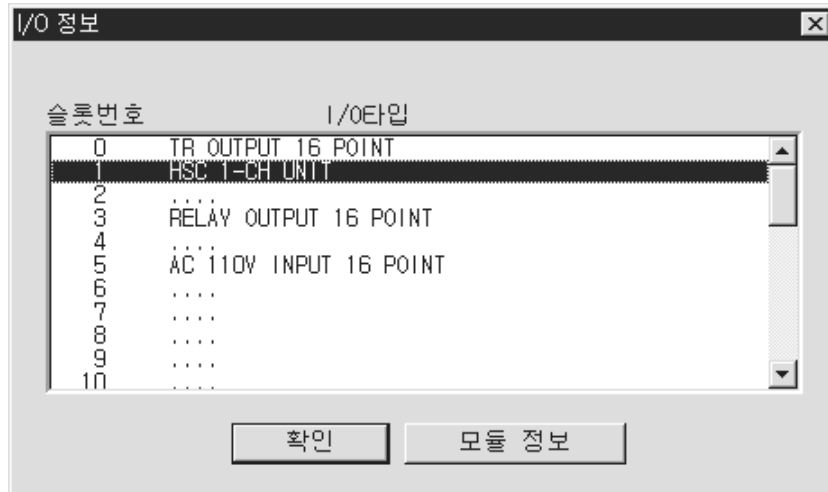 I/O 정보
슬롯번호 I/O타입
0 TR OUTPUT 16 POINT
1 HSC 1-CH UNIT
2 ....
3 RELAY OUTPUT 16 POINT
4 ....
5 AC 110V INPUT 16 POINT
6 ....
7 ....
8 ....
9 ....
10 ....
확인 모듈 정보